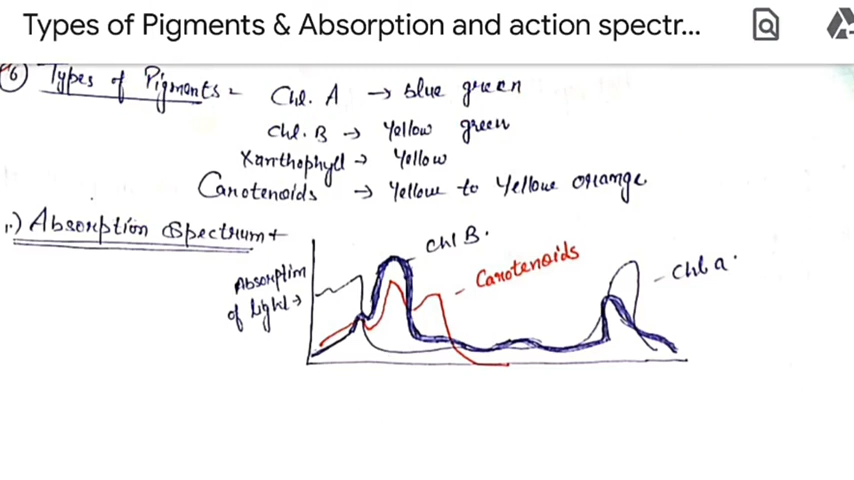 Types of Pigments & Absorption and action spectr...
6) Types of Pigments - Chl. A → blue green
Chl. B → Yellow green
Xanthophyll → Yellow
Carotenoids → Yellow to Yellow orange
1.) Absorption Spectrum →
Chl B.
Carotenoids
Chl a.
Absorption
of light →